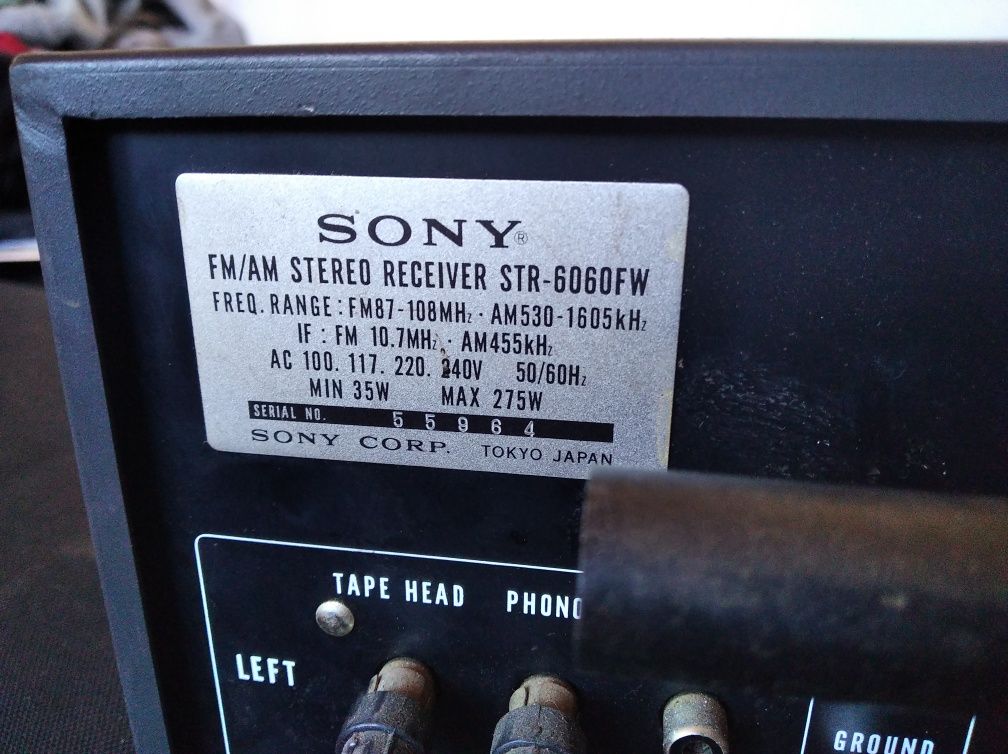 SONY®
FM/AM STEREO RECEIVER STR-6060FW
FREQ. RANGE : FM87-108MHz · AM530-1605kHz
IF : FM 10.7MHz · AM455kHz
AC 100. 117. 220. 240V 50/60Hz
MIN 35W MAX 275W
SERIAL NO. 55964
SONY CORP. TOKYO JAPAN
TAPE HEAD PHONO
LEFT
GROUND